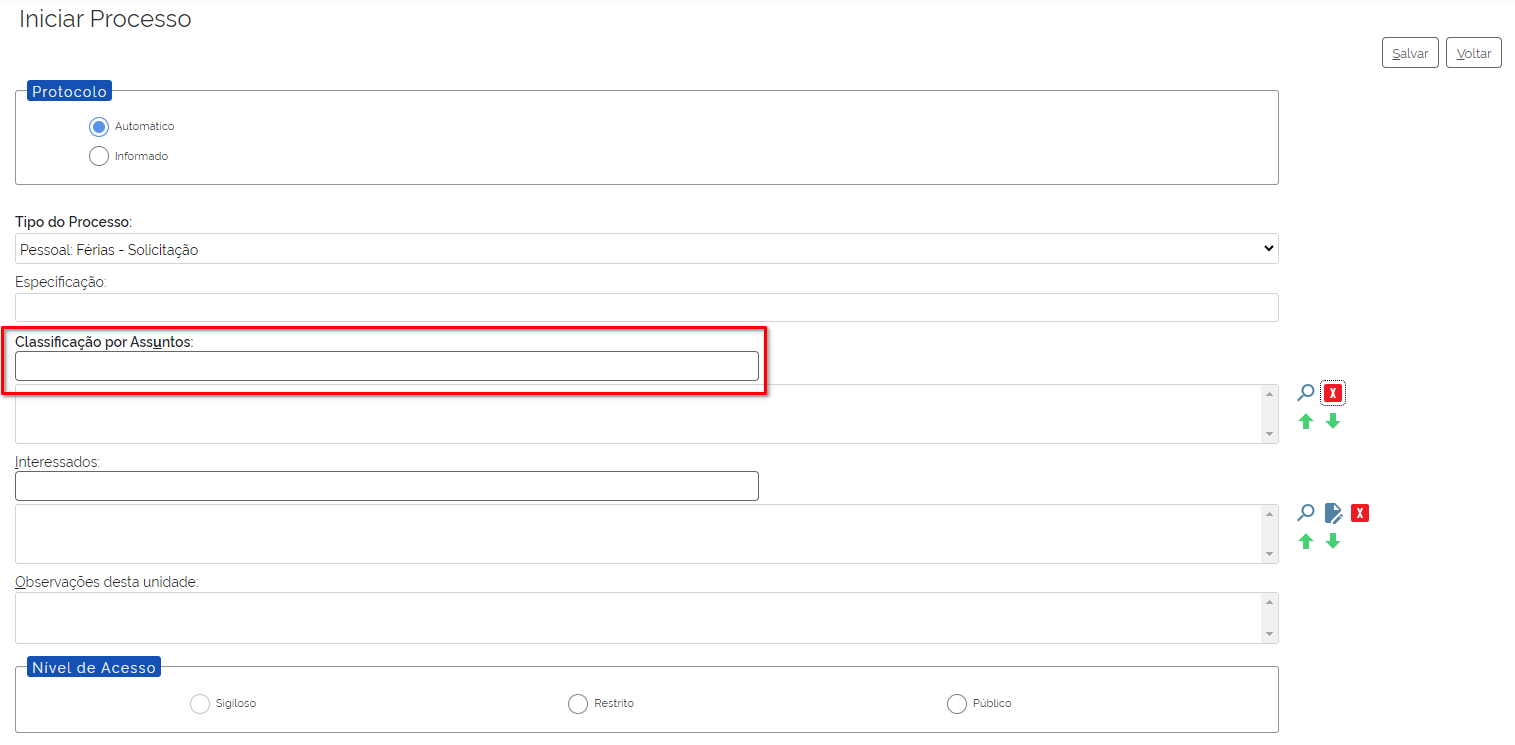 Iniciar Processo
Salvar Voltar
Protocolo
Automático
Informado
Tipo do Processo:
Pessoal: Férias - Solicitação
Especificação:
Classificação por Assuntos:
X
Interessados:
X
Observações desta unidade:
Nível de Acesso
Sigiloso Restrito Público